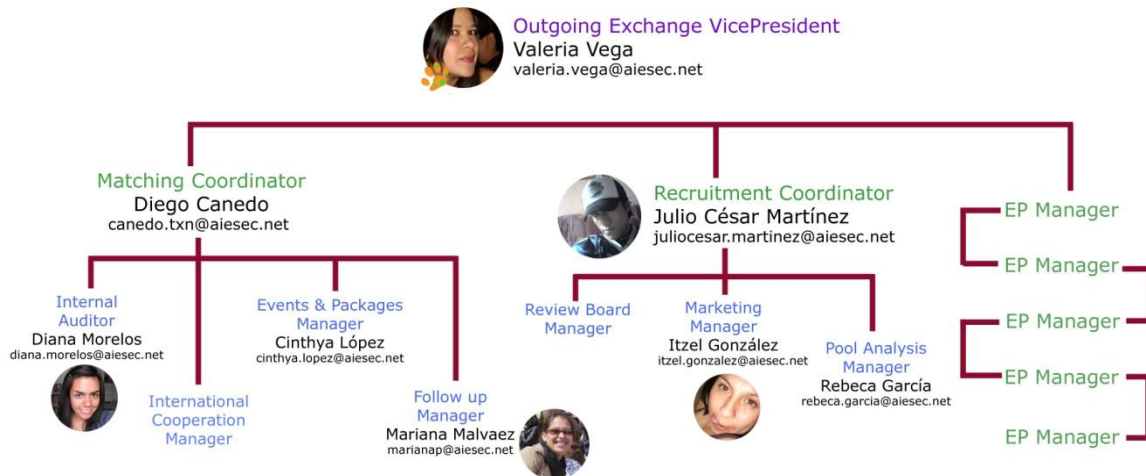 Outgoing Exchange VicePresident
Valeria Vega
valeria.vega@aiesec.net
Matching Coordinator
Diego Canedo
canedo.txn@aiesec.net
Recruitment Coordinator
Julio César Martínez
juliocesar.martinez@aiesec.net
Internal
Auditor
Diana Morelos
diana.morelos@aiesec.net
International
Cooperation
Manager
Events & Packages
Manager
Cinthya López
cinthya.lopez@aiesec.net
Follow up
Manager
Mariana Malvaez
marianap@aiesec.net
Review Board
Manager
Marketing
Manager
Itzel González
itzel.gonzalez@aiesec.net
Pool Analysis
Manager
Rebeca García
rebeca.garcia@aiesec.net
EP Manager
EP Manager
EP Manager
EP Manager
EP Manager